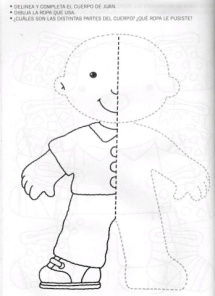 • DELINEA Y COMPLETA EL CUERPO DE JUAN.
• DIBUJA LA ROPA QUE USA.
• ¿CUÁLES SON LAS DISTINTAS PARTES DEL CUERPO? ¿QUÉ ROPA LE PUSISTE?